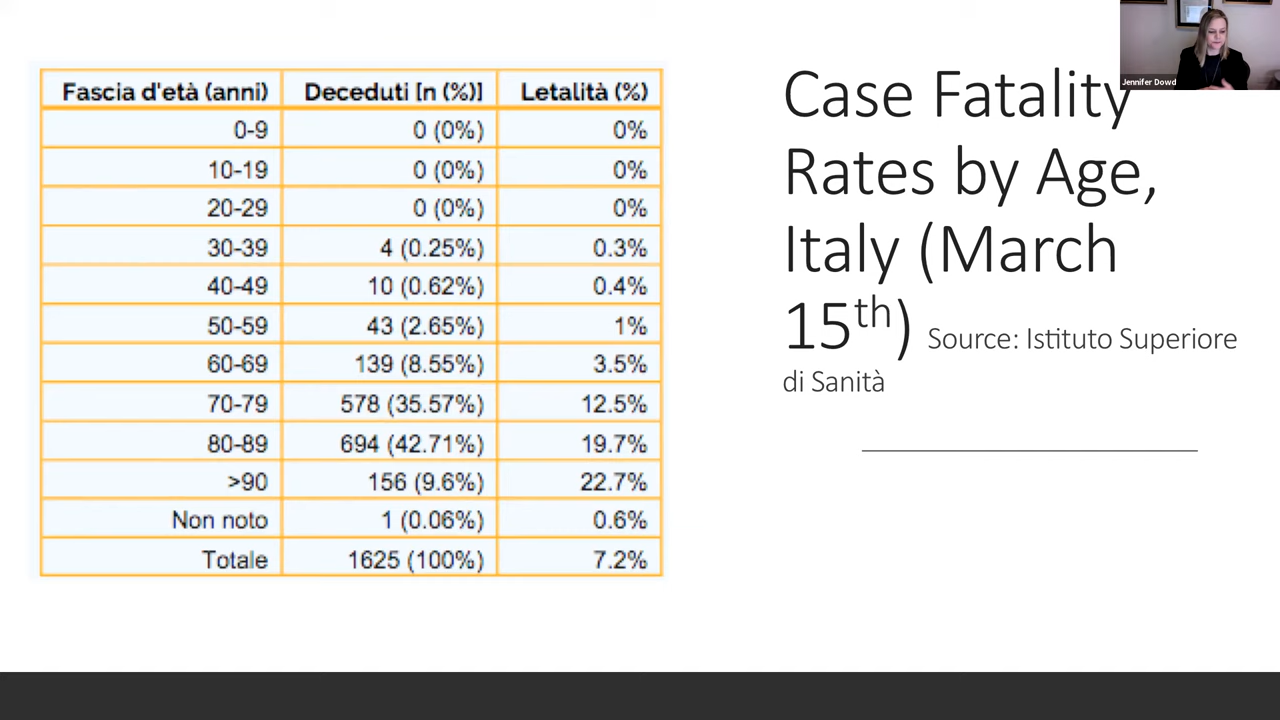 Fascia d'età (anni) Deceduti [n (%)] Letalità (%)
0-9 0 (0%) 0%
10-19 0 (0%) 0%
20-29 0 (0%) 0%
30-39 4 (0.25%) 0.3%
40-49 10 (0.62%) 0.4%
50-59 43 (2.65%) 1%
60-69 139 (8.55%) 3.5%
70-79 578 (35.57%) 12.5%
80-89 694 (42.71%) 19.7%
>90 156 (9.6%) 22.7%
Non noto 1 (0.06%) 0.6%
Totale 1625 (100%) 7.2%
Case Fatality
Rates by Age,
Italy (March
15th) Source: Istituto Superiore
di Sanità
Jennifer Dowd